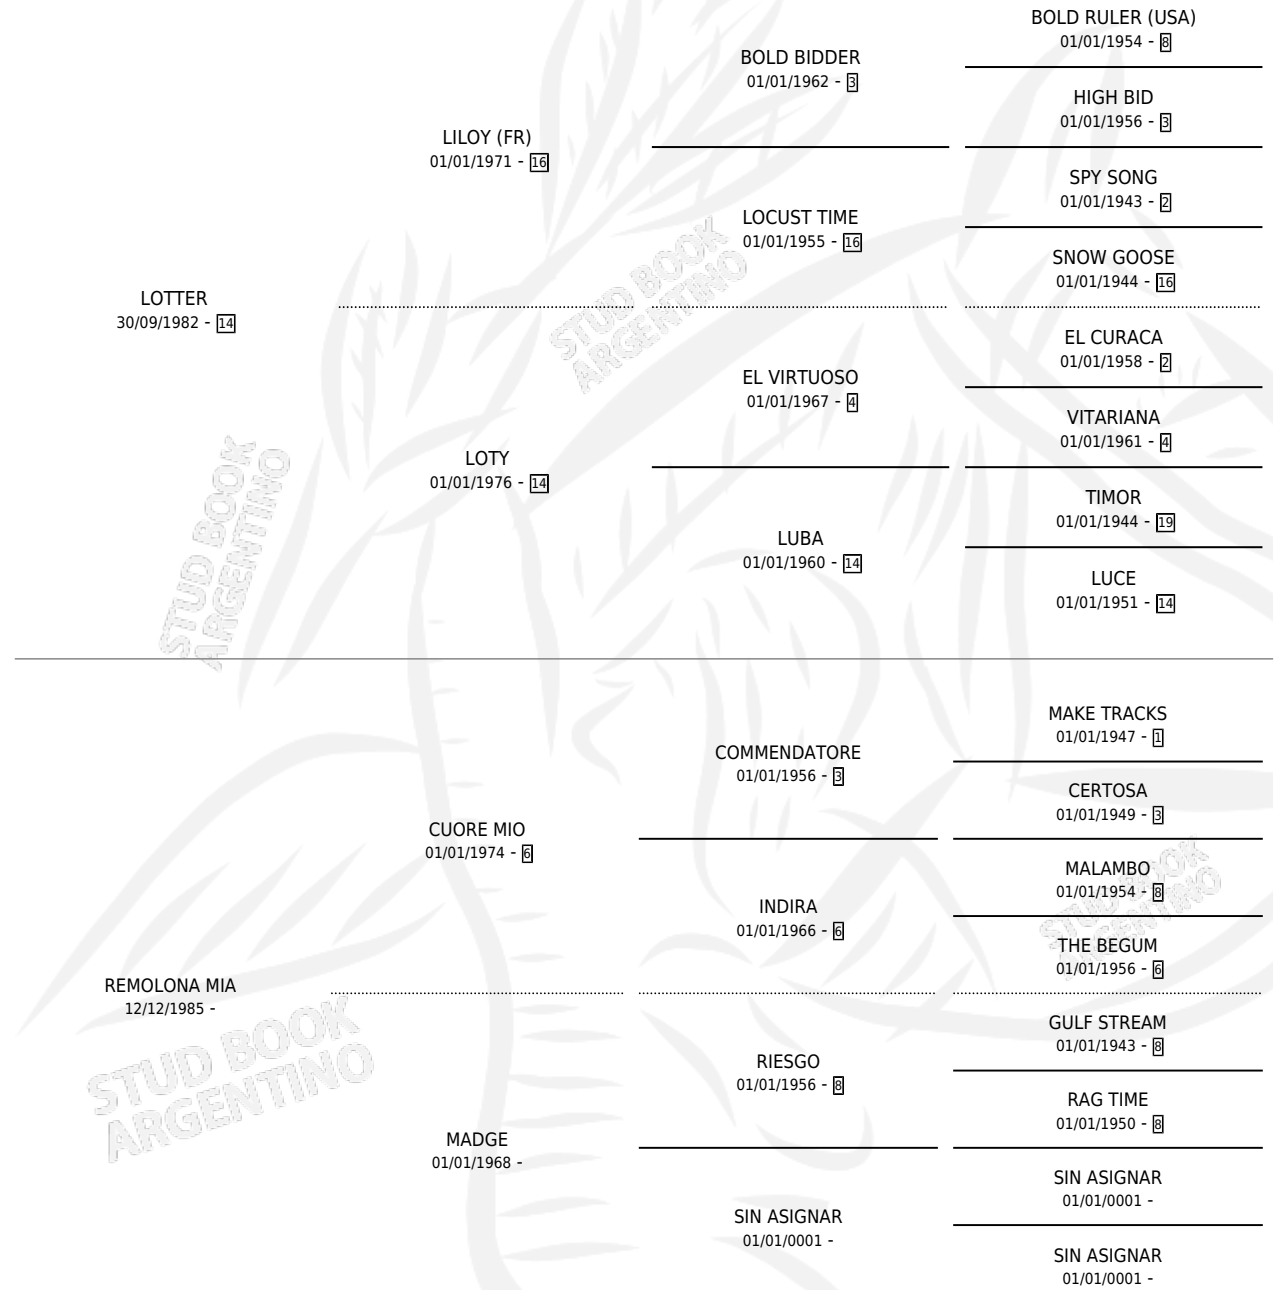 BOLD RULER (USA)
01/01/1954 - 8
BOLD BIDDER
01/01/1962 - 3
HIGH BID
01/01/1956 - 3
LILOY (FR)
01/01/1971 - 16
SPY SONG
01/01/1943 - 2
LOCUST TIME
01/01/1955 - 16
SNOW GOOSE
01/01/1944 - 16
LOTTER
30/09/1982 - 14
EL CURACA
01/01/1958 - 2
EL VIRTUOSO
01/01/1967 - 4
VITARIANA
01/01/1961 - 4
LOTY
01/01/1976 - 14
TIMOR
01/01/1944 - 19
LUBA
01/01/1960 - 14
LUCE
01/01/1951 - 14
STUD BOOK
ARGENTINO
STUD BOOK
ARGENTINO
MAKE TRACKS
01/01/1947 - 1
COMMENDATORE
01/01/1956 - 3
CERTOSA
01/01/1949 - 3
CUORE MIO
01/01/1974 - 6
MALAMBO
01/01/1954 - 8
INDIRA
01/01/1966 - 6
THE BEGUM
01/01/1956 - 6
REMOLONA MIA
12/12/1985 -
GULF STREAM
01/01/1943 - 8
RIESGO
01/01/1956 - 8
RAG TIME
01/01/1950 - 8
MADGE
01/01/1968 -
SIN ASIGNAR
01/01/0001 -
SIN ASIGNAR
01/01/0001 -
SIN ASIGNAR
01/01/0001 -
STUD BOOK
ARGENTINO
STUD BOOK
ARGENTINO